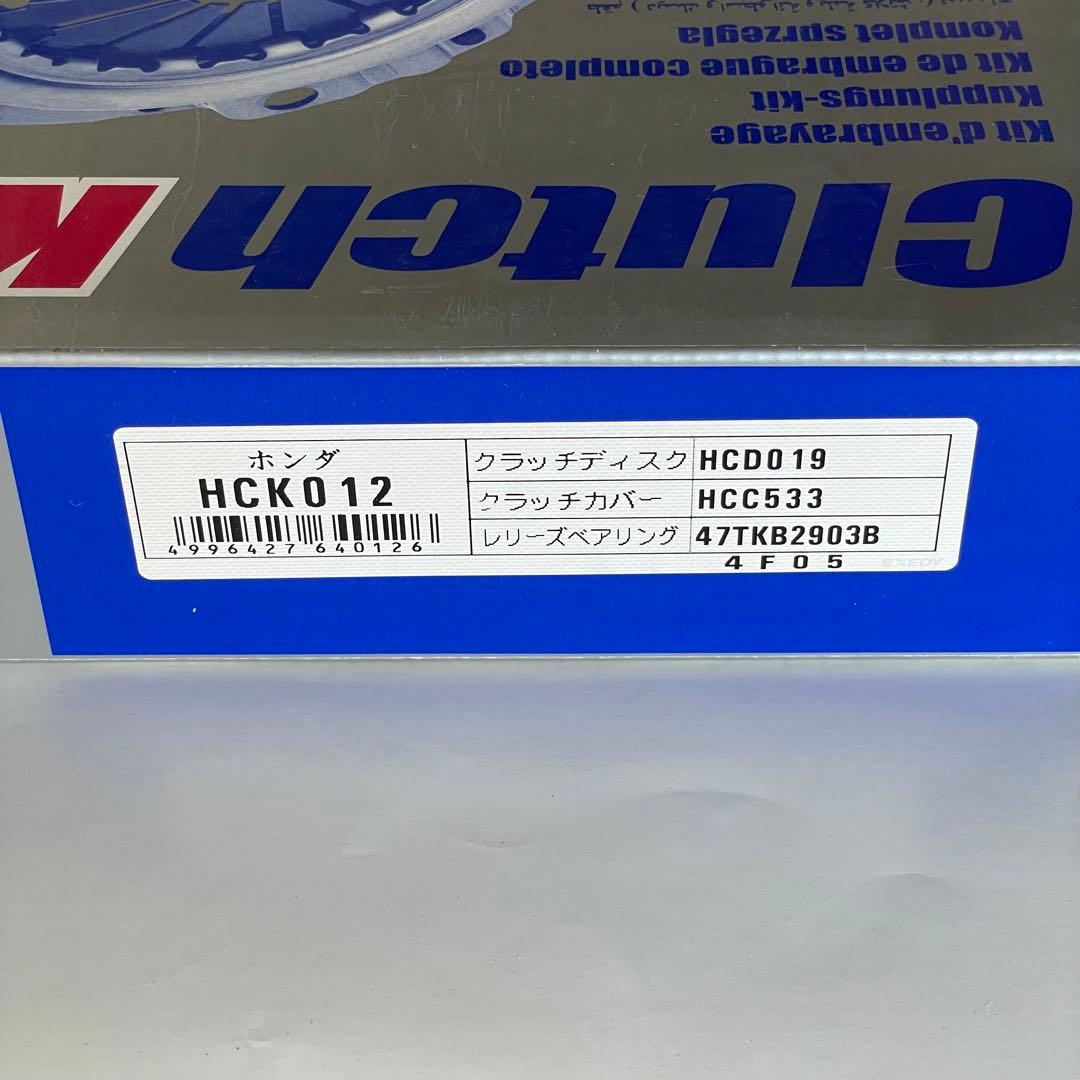 Komplet sprzegla
Kit de embrague completo
Kupplungs-kit
Kit d'embrayage
Clutch K
ホンダ
HCK012
4996427 640126
クラッチディスク HCD019
クラッチカバー HCC533
レリーズベアリング 47TKB2903B
4F05
EXEDY